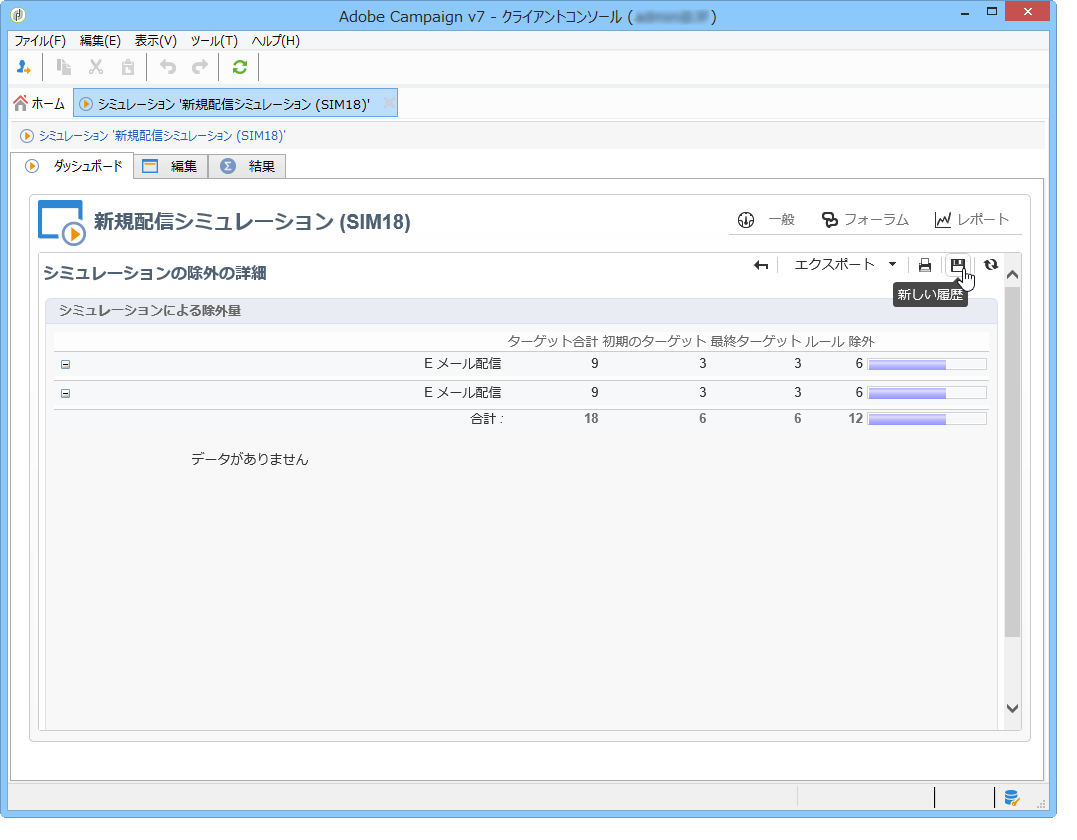 Adobe Campaign v7 - クライアントコンソール ( )
ファイル(F) 編集(E) 表示(V) ツール(T) ヘルプ(H)
ホーム シミュレーション '新規配信シミュレーション (SIM18)'
シミュレーション '新規配信シミュレーション (SIM18)'
ダッシュボード 編集 結果
新規配信シミュレーション (SIM18) 一般 フォーラム レポート
シミュレーションの除外の詳細 エクスポート
新しい履歴
シミュレーションによる除外量
ターゲット合計 初期のターゲット 最終ターゲット ルール 除外
E メール配信 9 3 3 6
E メール配信 9 3 3 6
合計 : 18 6 6 12
データがありません